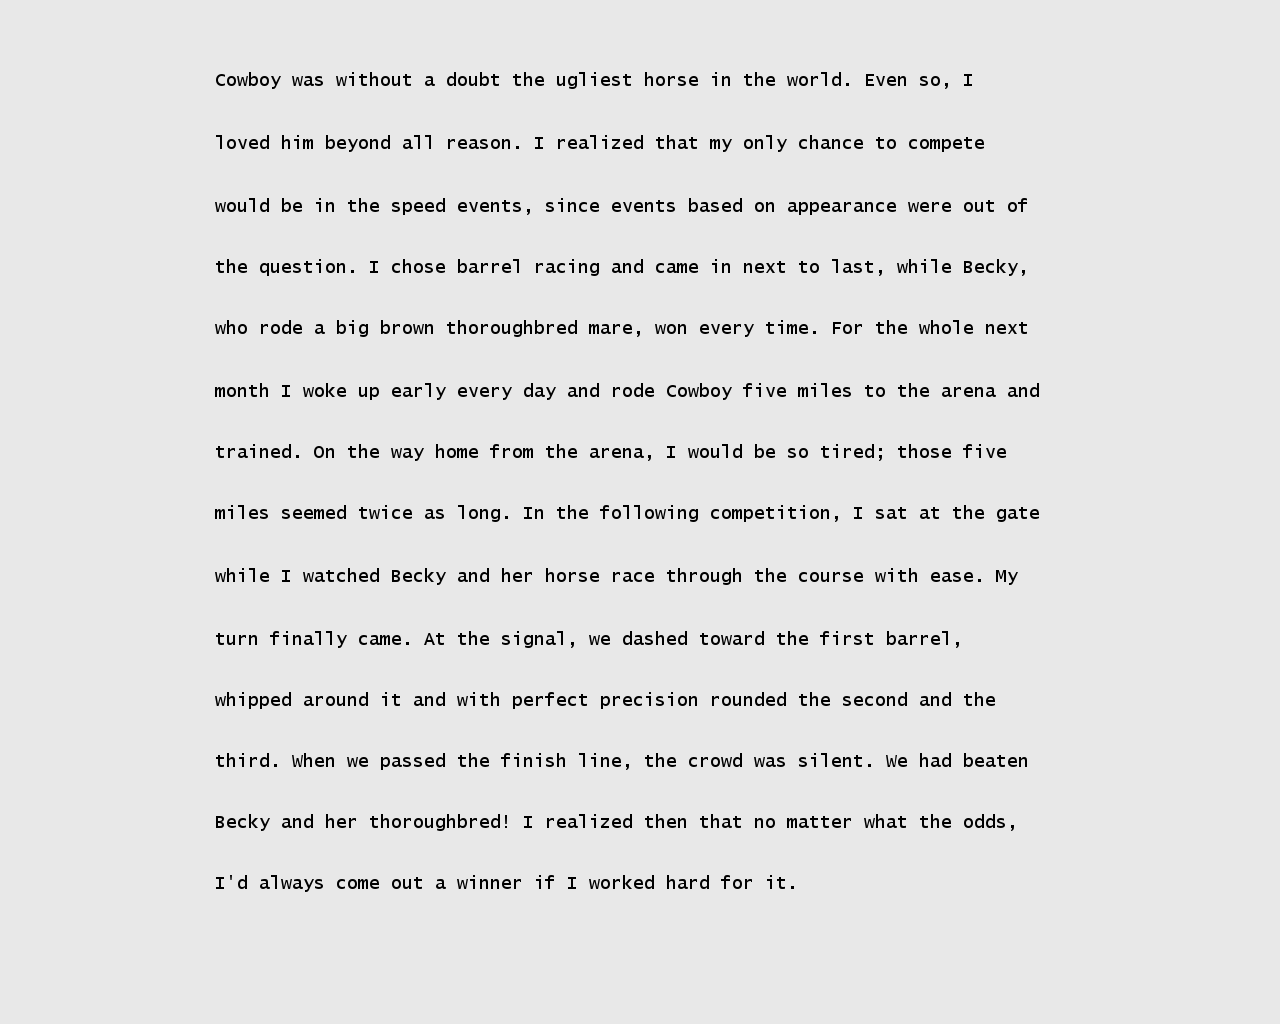 Cowboy was without a doubt the ugliest horse in the world. Even so, I
loved him beyond all reason. I realized that my only chance to compete
would be in the speed events, since events based on appearance were out of
the question. I chose barrel racing and came in next to last, while Becky,
who rode a big brown thoroughbred mare, won every time. For the whole next
month I woke up early every day and rode Cowboy five miles to the arena and
trained. On the way home from the arena, I would be so tired; those five
miles seemed twice as long. In the following competition, I sat at the gate
while I watched Becky and her horse race through the course with ease. My
turn finally came. At the signal, we dashed toward the first barrel,
whipped around it and with perfect precision rounded the second and the
third. When we passed the finish line, the crowd was silent. We had beaten
Becky and her thoroughbred! I realized then that no matter what the odds,
I'd always come out a winner if I worked hard for it.